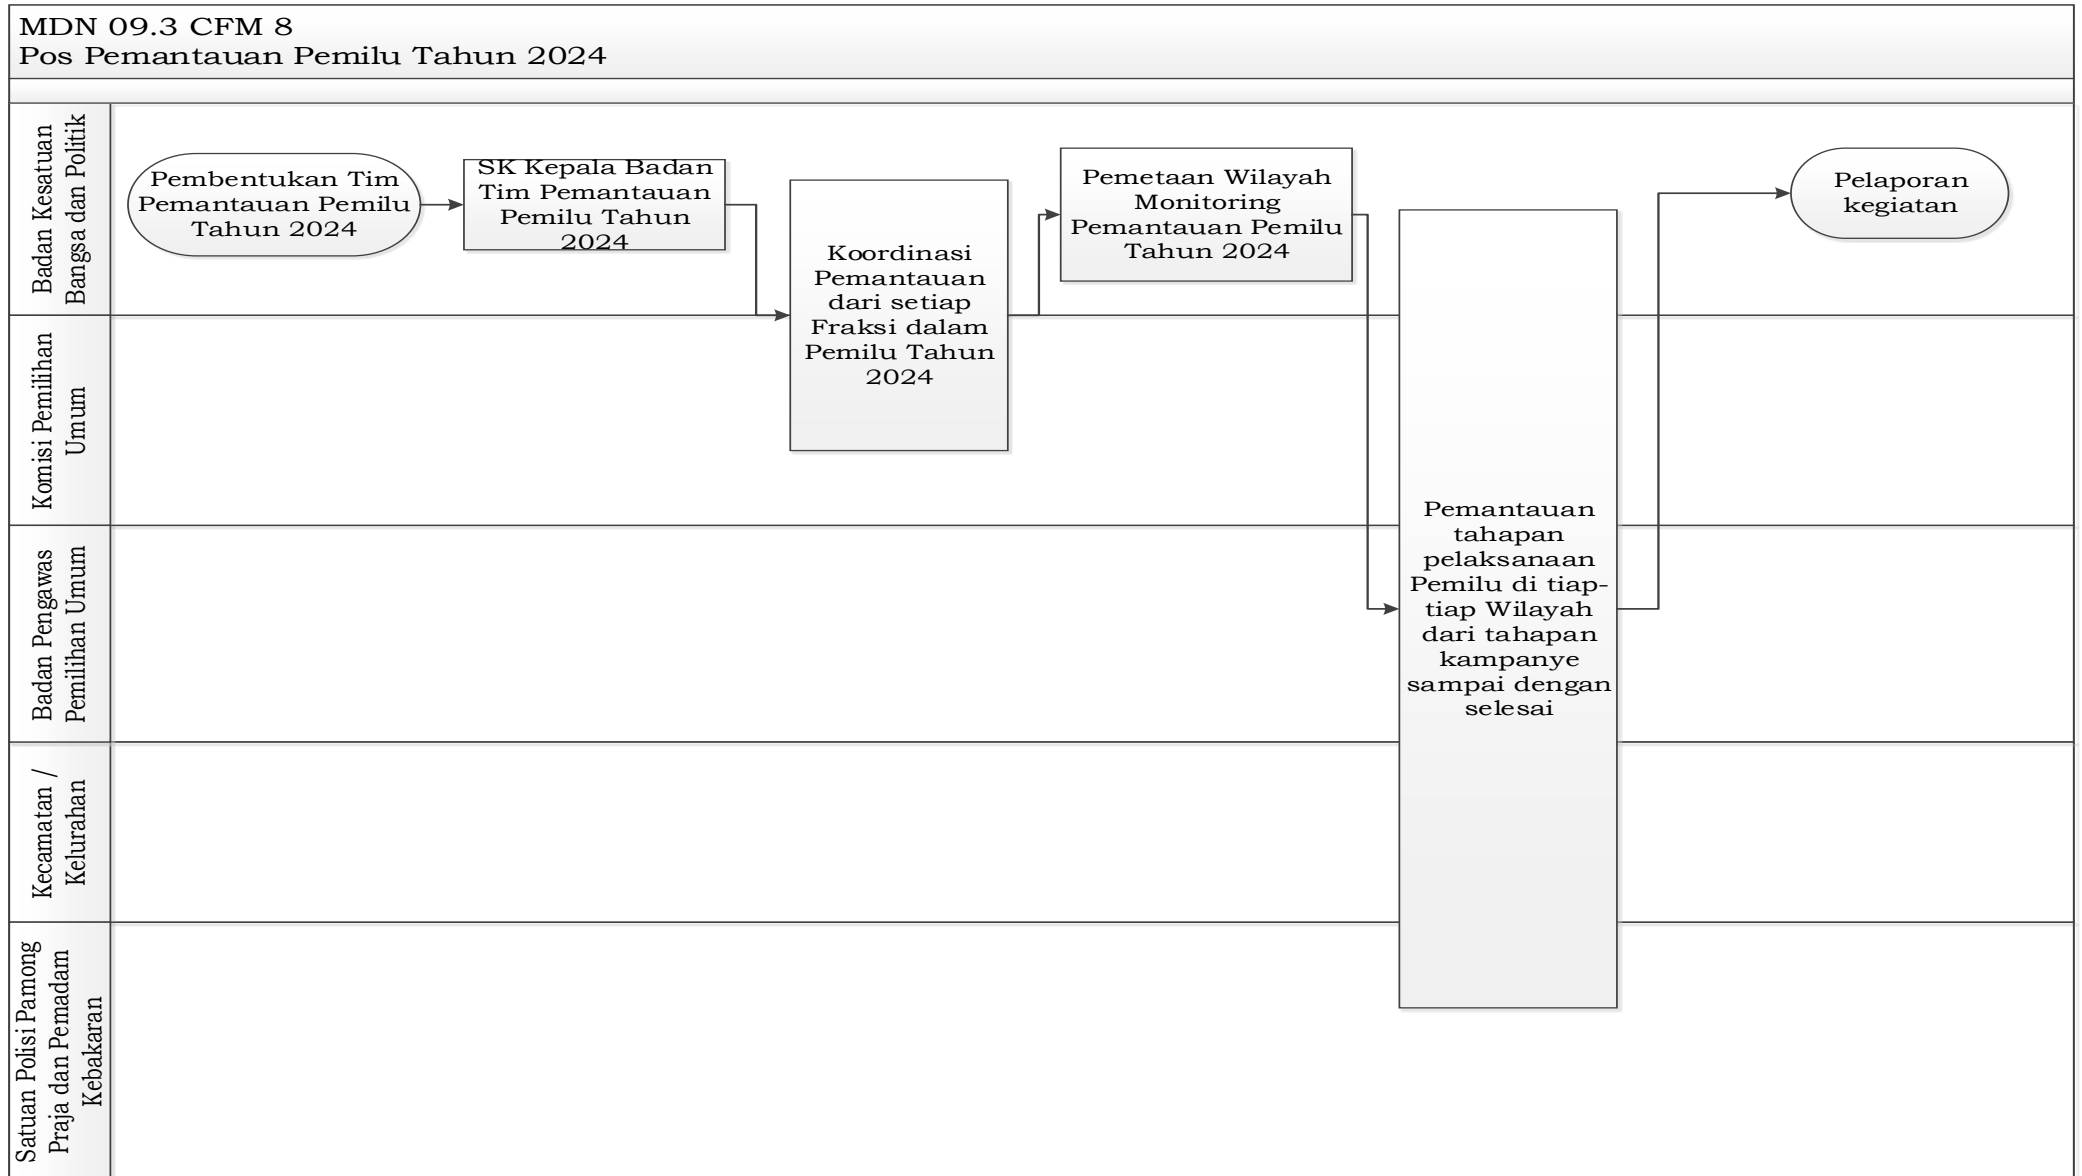 MDN 09.3 CFM 8
Pos Pemantauan Pemilu Tahun 2024
Badan Kesatuan
Bangsa dan Politik
Pembentukan Tim
Pemantauan Pemilu
Tahun 2024
SK Kepala Badan
Tim Pemantauan
Pemilu Tahun
2024
Koordinasi
Pemantauan
dari setiap
Fraksi dalam
Pemilu Tahun
2024
Pemetaan Wilayah
Monitoring
Pemantauan Pemilu
Tahun 2024
Pemantauan
tahapan
pelaksanaan
Pemilu di tiap-
tiap Wilayah
dari tahapan
kampanye
sampai dengan
selesai
Pelaporan
kegiatan
Komisi Pemilihan
Umum
Badan Pengawas
Pemilihan Umum
Kecamatan /
Kelurahan
Satuan Polisi Pamong
Praja dan Pemadam
Kebakaran